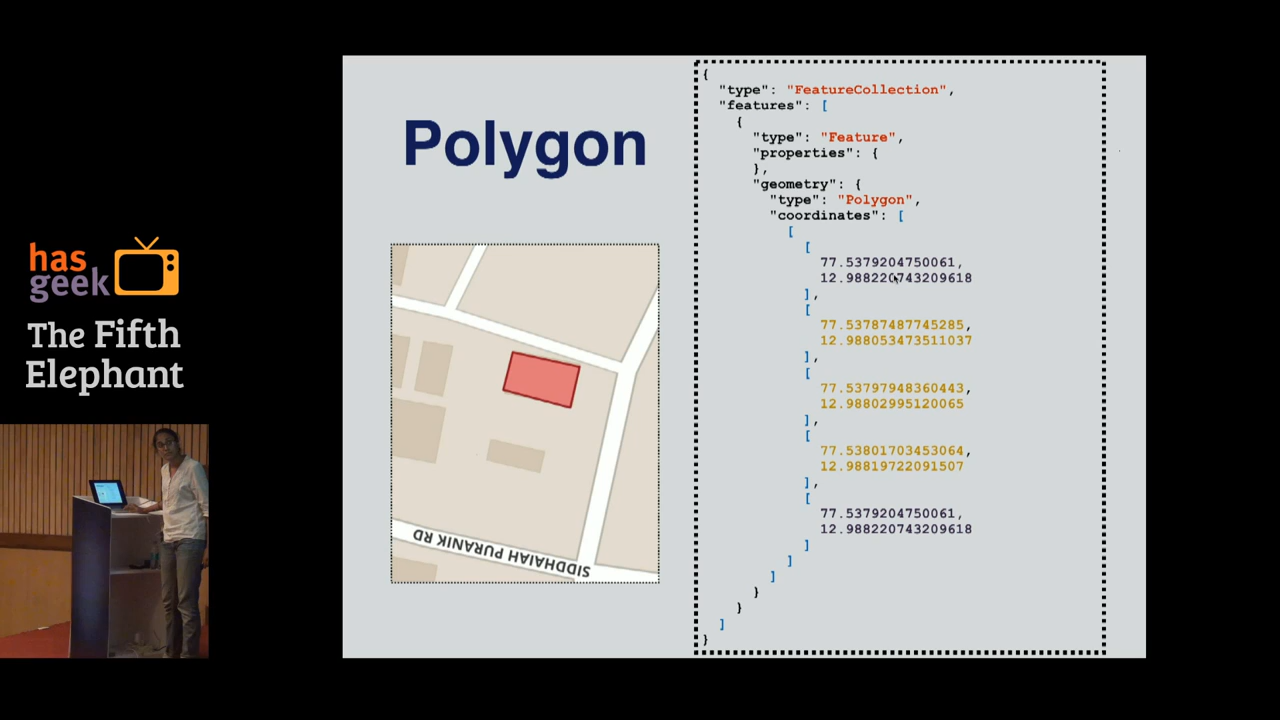 has
geek
The Fifth
Elephant
Polygon
SIDDHAIAH PURANIK RD
{
"type": "FeatureCollection",
"features": [
{
"type": "Feature",
"properties": {
},
"geometry": {
"type": "Polygon",
"coordinates": [
[
[
77.5379204750061,
12.988220743209618
],
[
77.53787487745285,
12.988053473511037
],
[
77.53797948360443,
12.98802995120065
],
[
77.53801703453064,
12.98819722091507
],
[
77.5379204750061,
12.988220743209618
]
]
]
}
}
]
}